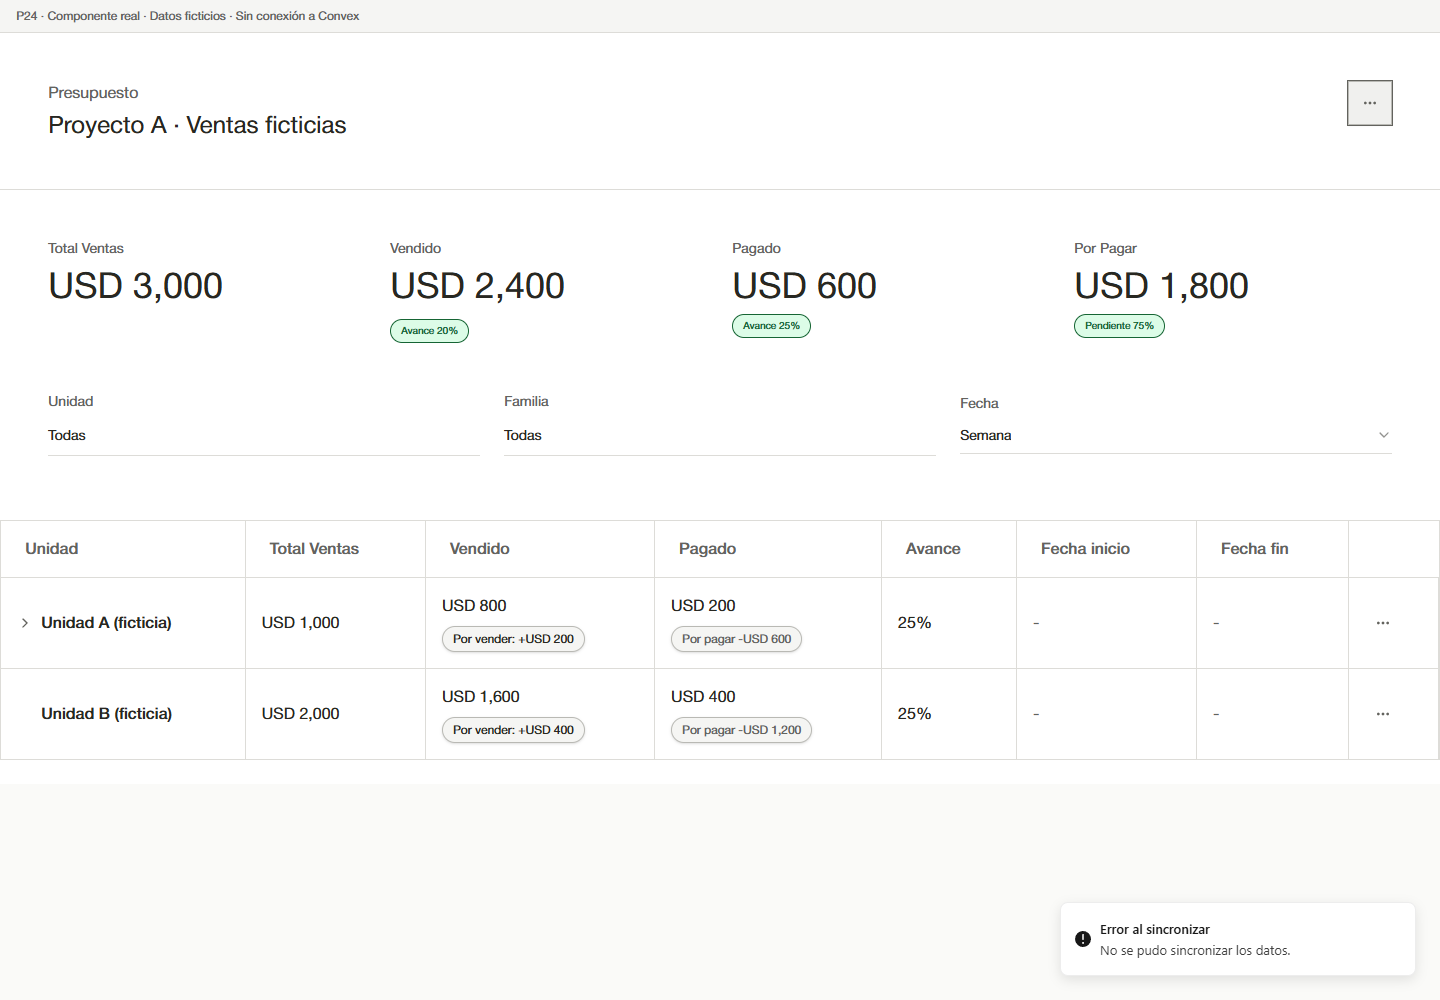 P24 · Componente real · Datos ficticios · Sin conexión a Convex
Presupuesto
Proyecto A · Ventas ficticias
Total Ventas
USD 3,000
Vendido
USD 2,400
Avance 20%
Pagado
USD 600
Avance 25%
Por Pagar
USD 1,800
Pendiente 75%
Unidad
Todas
Familia
Todas
Fecha
Semana
Unidad Total Ventas Vendido Pagado Avance Fecha inicio Fecha fin
Unidad A (ficticia) USD 1,000 USD 800 USD 200 25% - -
Por vender: +USD 200 Por pagar -USD 600
Unidad B (ficticia) USD 2,000 USD 1,600 USD 400 25% - -
Por vender: +USD 400 Por pagar -USD 1,200
Error al sincronizar
No se pudo sincronizar los datos.